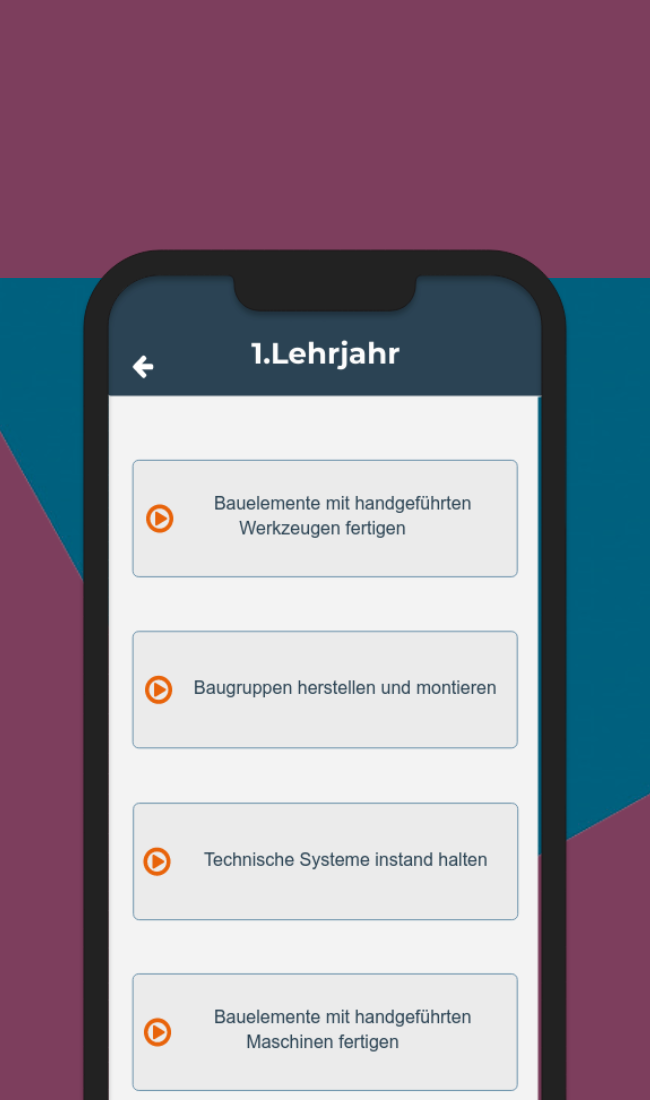 1.Lehrjahr
Bauelemente mit handgeführten
Werkzeugen fertigen
Baugruppen herstellen und montieren
Technische Systeme instand halten
Bauelemente mit handgeführten
Maschinen fertigen